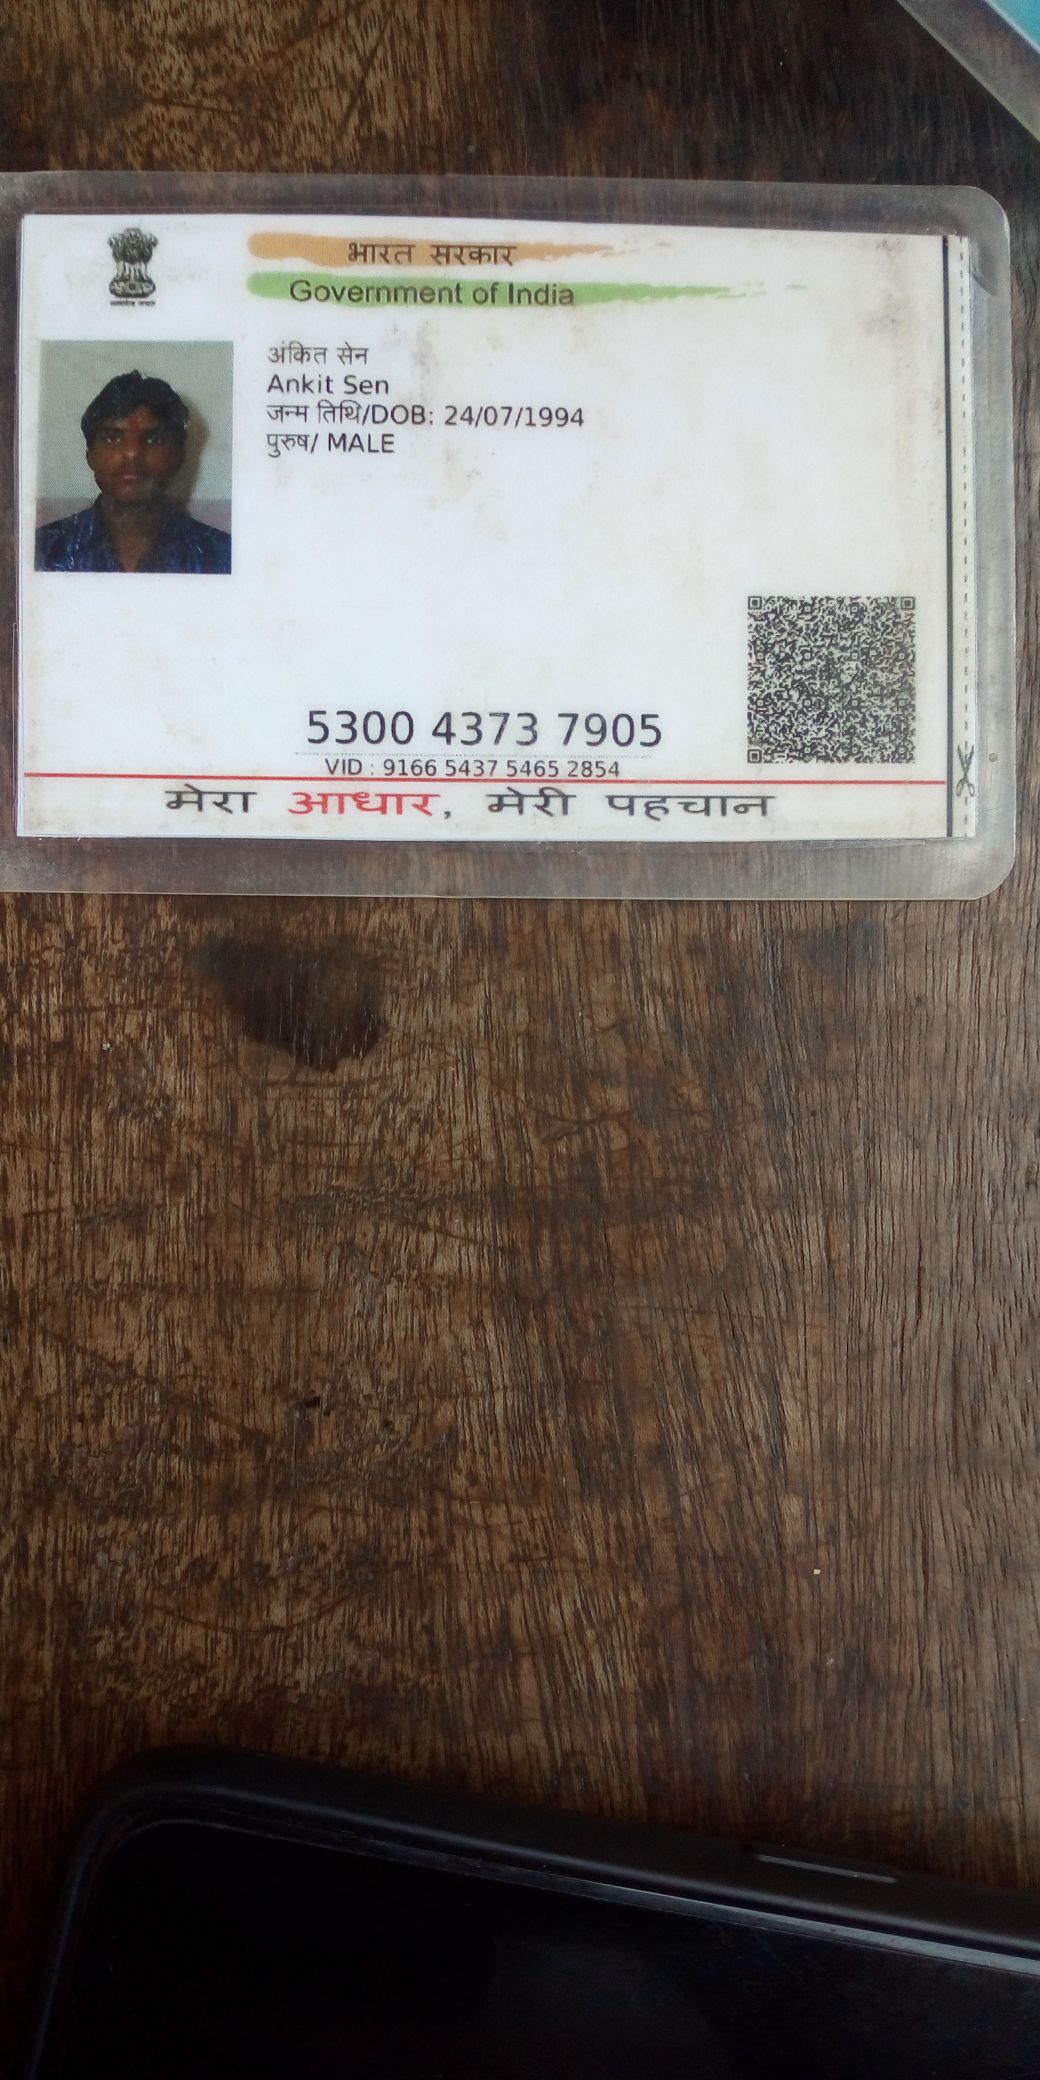 भारत सरकार
Government of India
अंकित सेन
Ankit Sen
जन्म तिथि/DOB: 24/07/1994
पुरुष/ MALE
5300 4373 7905
VID : 9166 5437 5465 2854
मेरा आधार, मेरी पहचान